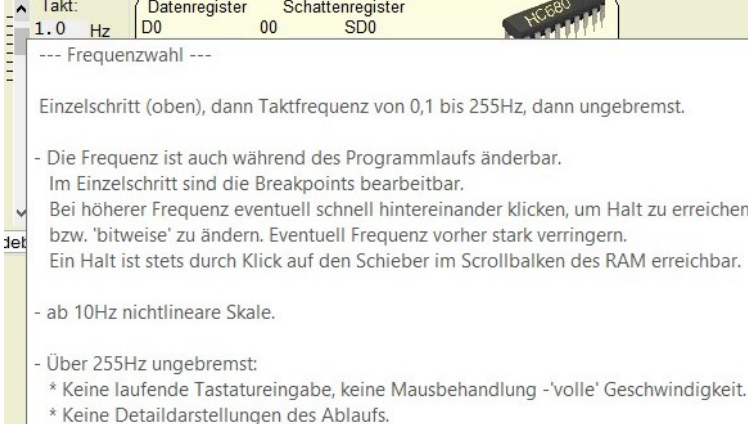 Takt: Datenregister Schattenregister
1.0 Hz D0 00 SD0
HC680
--- Frequenzwahl ---
Einzelschritt (oben), dann Taktfrequenz von 0,1 bis 255Hz, dann ungebremst.
- Die Frequenz ist auch während des Programmlaufs änderbar.
Im Einzelschritt sind die Breakpoints bearbeitbar.
Bei höherer Frequenz eventuell schnell hintereinander klicken, um Halt zu erreichen
bzw. 'bitweise' zu ändern. Eventuell Frequenz vorher stark verringern.
Ein Halt ist stets durch Klick auf den Schieber im Scrollbalken des RAM erreichbar.
- ab 10Hz nichtlineare Skale.
- Über 255Hz ungebremst:
* Keine laufende Tastatureingabe, keine Mausbehandlung -'volle' Geschwindigkeit.
* Keine Detaildarstellungen des Ablaufs.